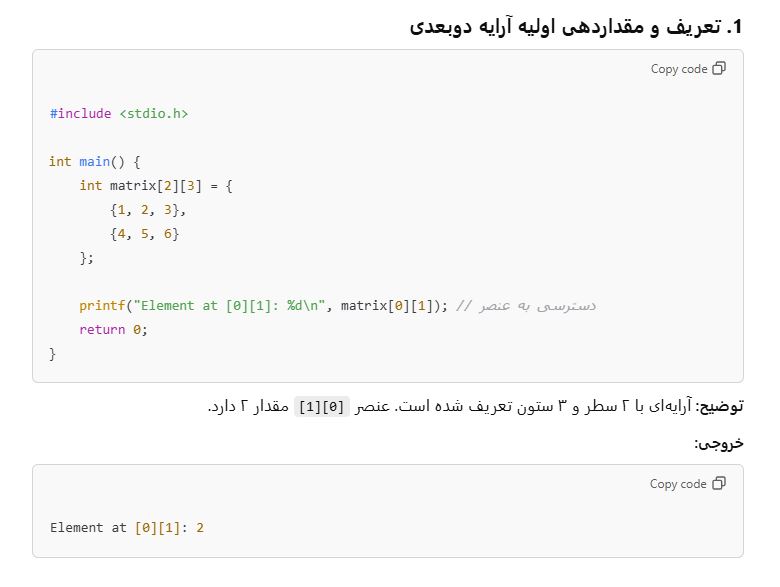 1. تعریف و مقداردهی اولیه آرایه دوبعدی
Copy code
#include <stdio.h>
int main() {
    int matrix[2][3] = {
        {1, 2, 3},
        {4, 5, 6}
    };
    printf("Element at [0][1]: %d\n", matrix[0][1]); // دسترسی به عنصر
    return 0;
}
توضیح: آرایه‌ای با ۲ سطر و ۳ ستون تعریف شده است. عنصر [0][1] مقدار ۲ دارد.
خروجی:
Copy code
Element at [0][1]: 2